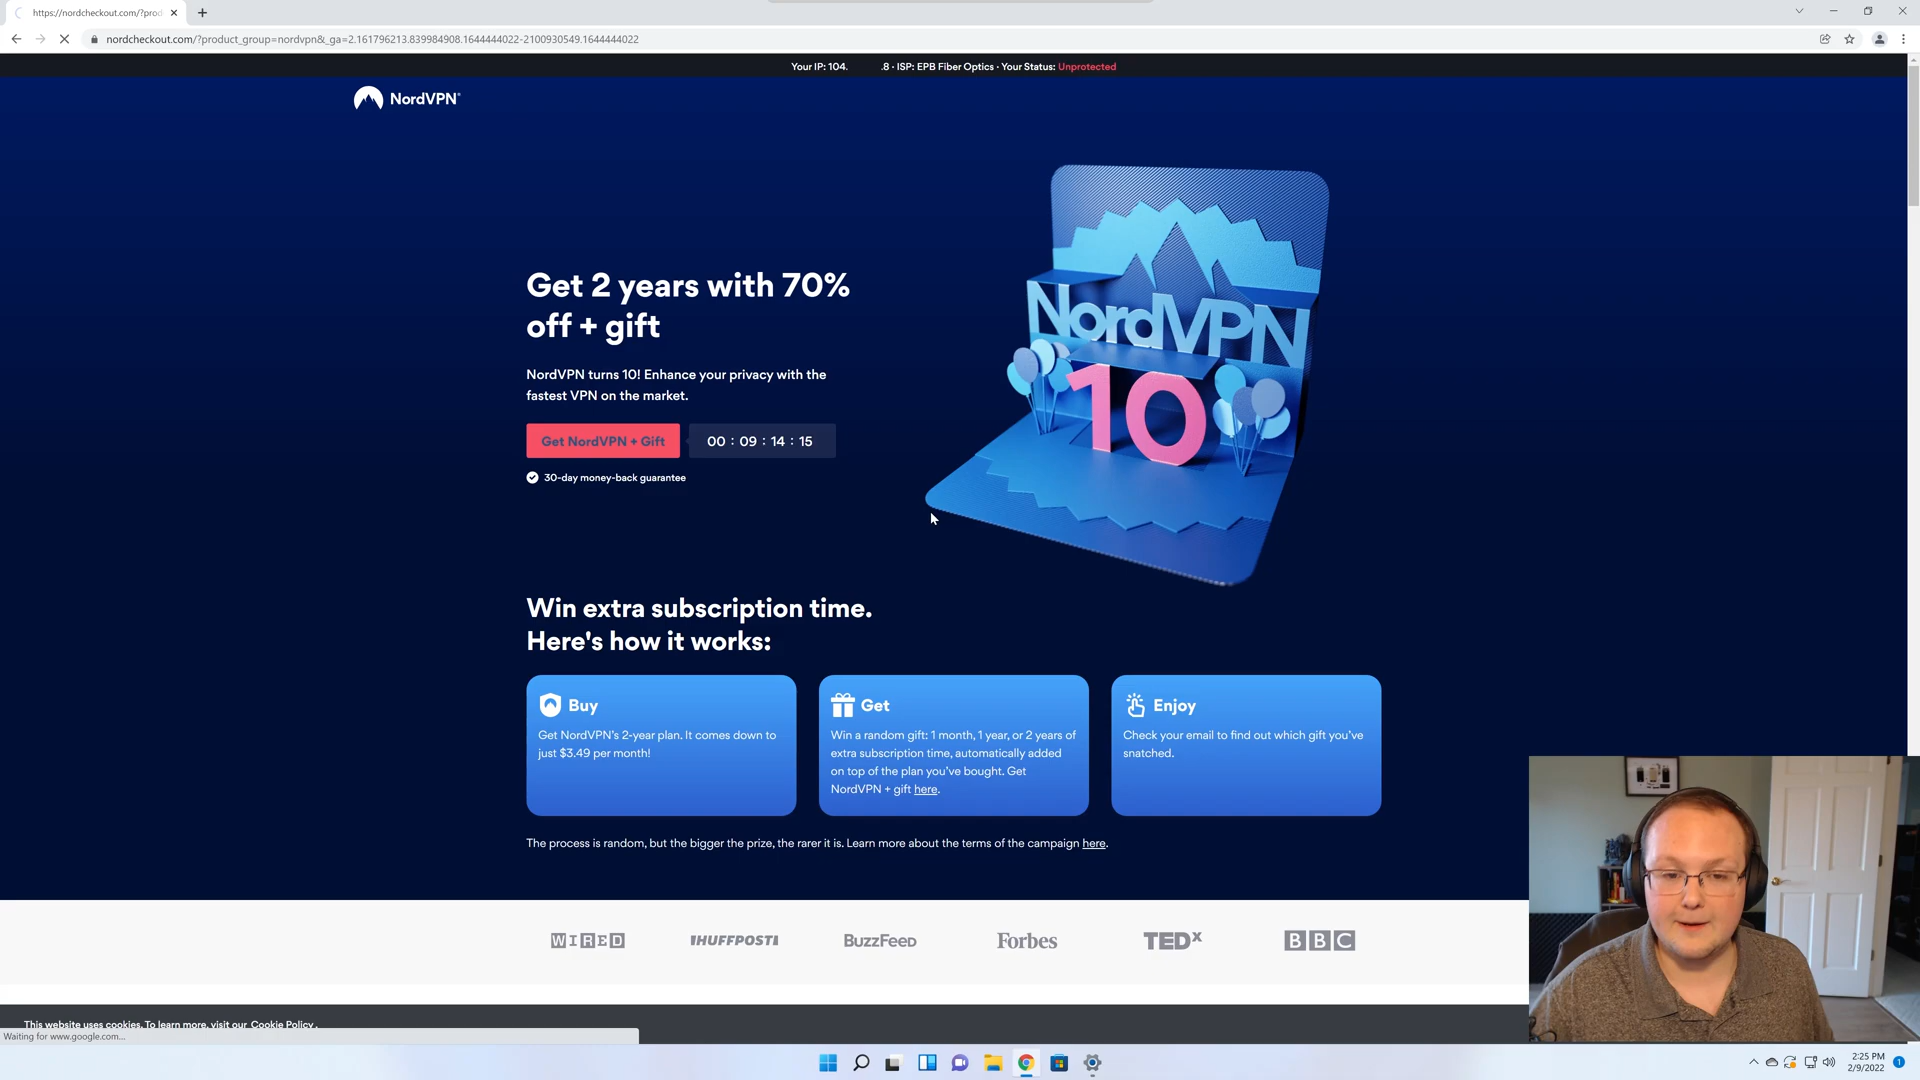 https://nordcheckout.com/?prod
nordcheckout.com/?product_group=nordvpn&_ga=2.161796213.839984908.1644444022-2100930549.1644444022
Your IP: 104. .8 · ISP: EPB Fiber Optics · Your Status: Unprotected
NordVPN®
Get 2 years with 70%
off + gift
NordVPN turns 10! Enhance your privacy with the
fastest VPN on the market.
Get NordVPN + Gift
00 : 09 : 14 : 15
30-day money-back guarantee
NordVPN
10
Win extra subscription time.
Here's how it works:
Buy
Get NordVPN's 2-year plan. It comes down to
just $3.49 per month!
Get
Win a random gift: 1 month, 1 year, or 2 years of
extra subscription time, automatically added
on top of the plan you've bought. Get
NordVPN + gift here.
Enjoy
Check your email to find out which gift you've
snatched.
The process is random, but the bigger the prize, the rarer it is. Learn more about the terms of the campaign here.
WIRED
IHUFFPOSTI
BuzzFeed
Forbes
TEDx
BBC
This website uses cookies. To learn more, visit our Cookie Policy .
Waiting for www.google.com...
2:25 PM
2/9/2022
1